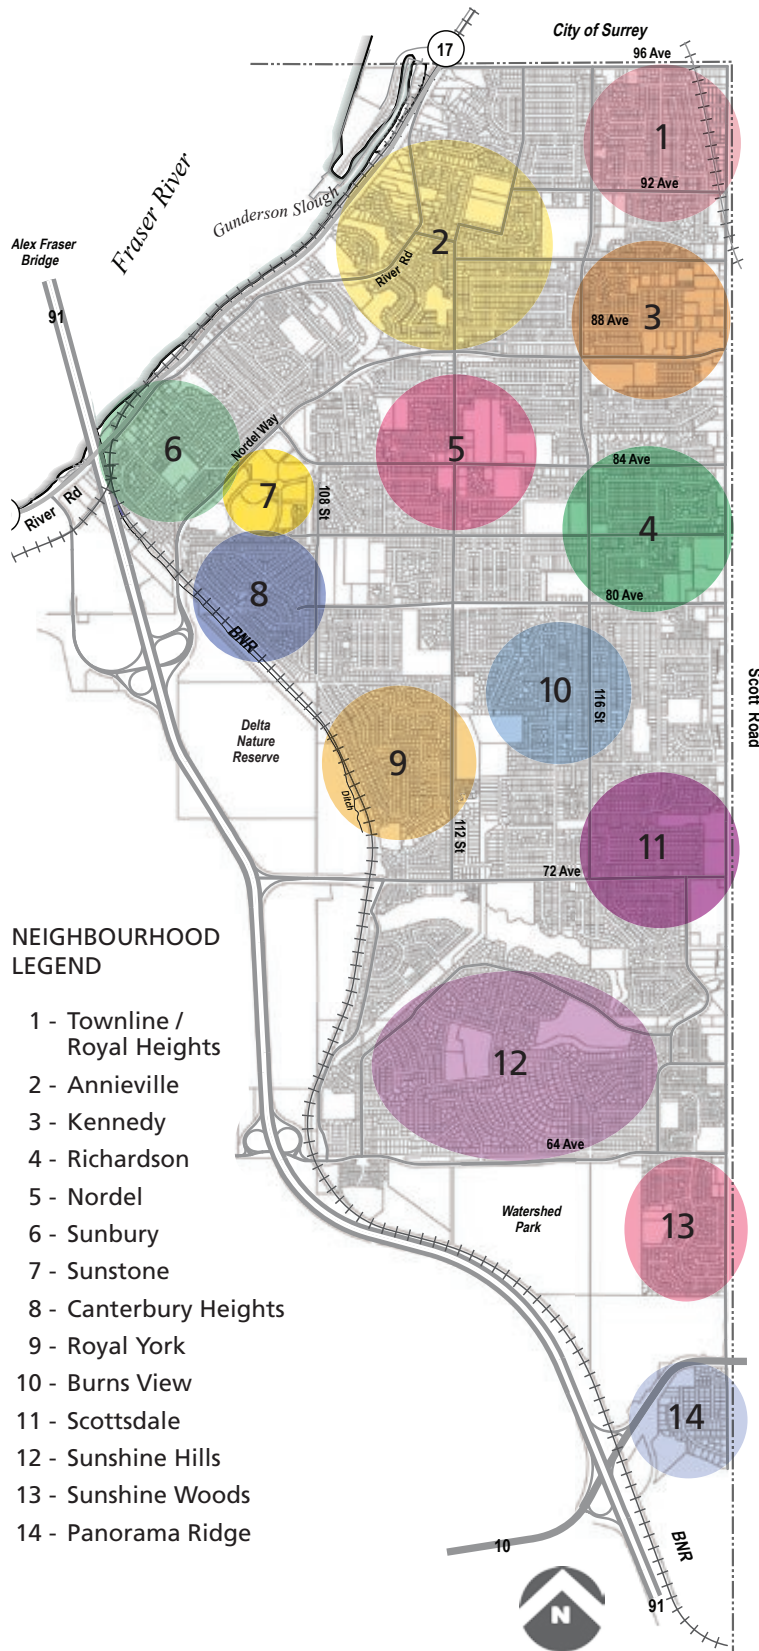 City of Surrey
17
96 Ave
1
92 Ave
Fraser River
Gunderson Slough
2
River Rd
Alex Fraser
Bridge
91
3
88 Ave
6
Nordel Way
5
84 Ave
7
108 St
River Rd
4
8
80 Ave
BNR
10
116 St
Scott Road
Delta
Nature
Reserve
9
Ditch
112 St
11
72 Ave
NEIGHBOURHOOD
LEGEND
1 - Townline /
Royal Heights
2 - Annieville
3 - Kennedy
4 - Richardson
5 - Nordel
6 - Sunbury
7 - Sunstone
8 - Canterbury Heights
9 - Royal York
10 - Burns View
11 - Scottsdale
12 - Sunshine Hills
13 - Sunshine Woods
14 - Panorama Ridge
12
64 Ave
Watershed
Park
13
14
10
BNR
91
N